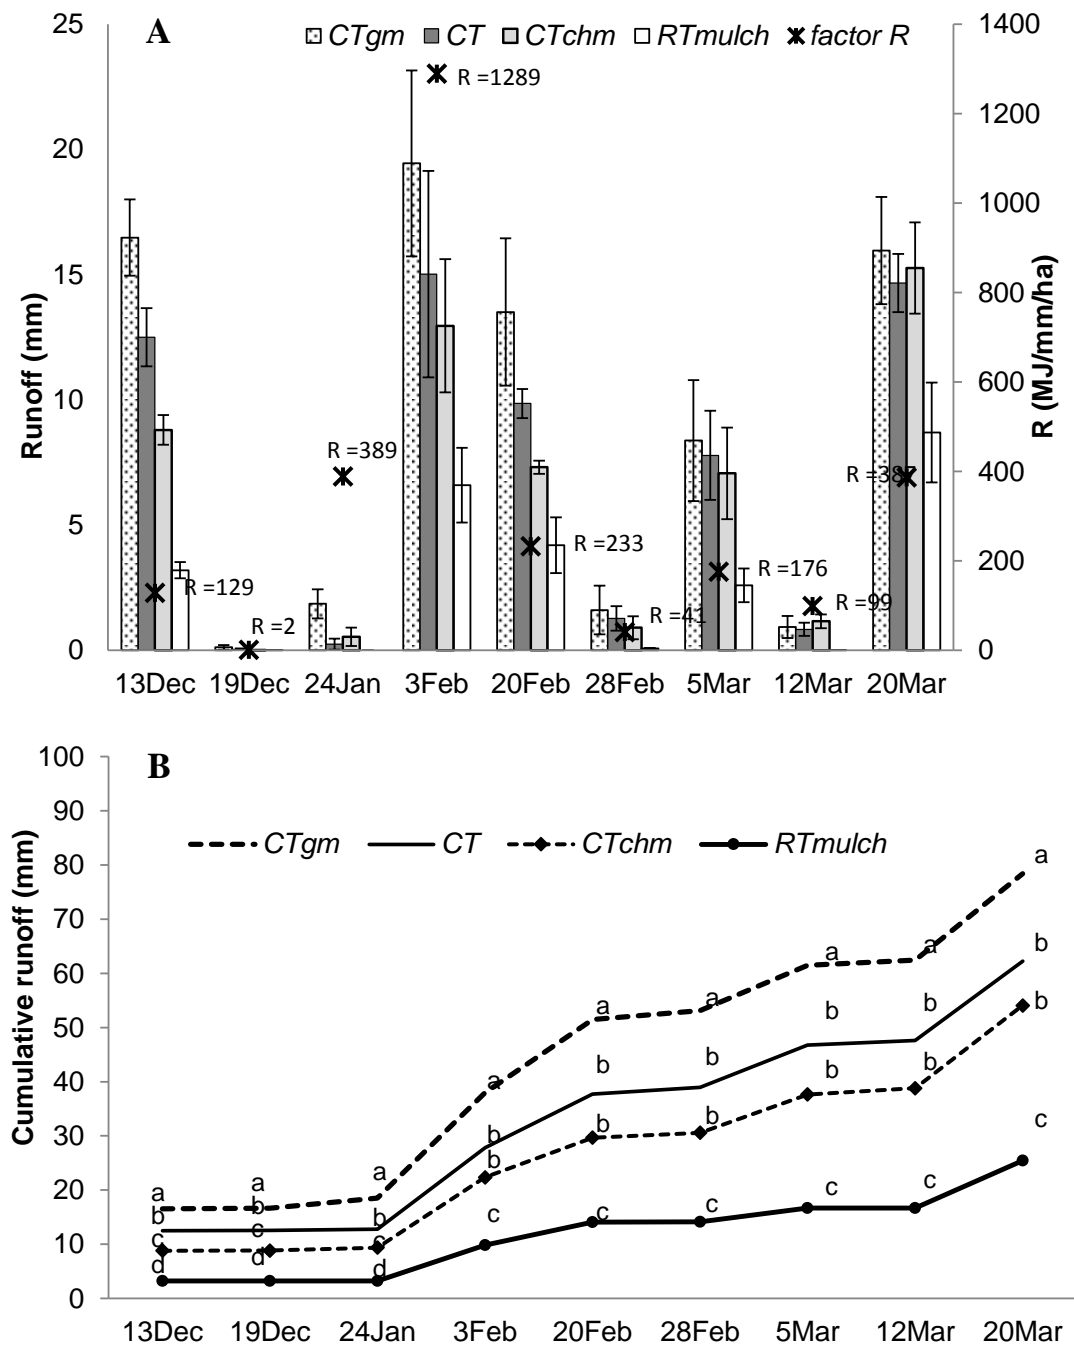 A
CTgm CT CTchm RTmulch factor R
25
20
15
10
5
0
Runoff (mm)
1400
1200
1000
800
600
400
200
0
R (MJ/mm/ha)
R =129
R =2
R =389
R =1289
R =233
R =41
R =176
R =99
R =387
13Dec 19Dec 24Jan 3Feb 20Feb 28Feb 5Mar 12Mar 20Mar
B
CTgm CT CTchm RTmulch
100
90
80
70
60
50
40
30
20
10
0
Cumulative runoff (mm)
a a a a a a a a a
b b b b b b b b b
c c c b b b b b b
d d d c c c c c c
13Dec 19Dec 24Jan 3Feb 20Feb 28Feb 5Mar 12Mar 20Mar